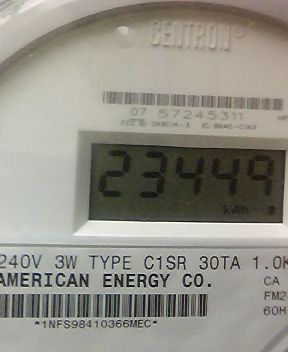 CENTRON®
07 57245311
23449
kWh
240V 3W TYPE C1SR 30TA 1.0K
AMERICAN ENERGY CO.
CA
FM2
60H
*1NFS98410366MEC*